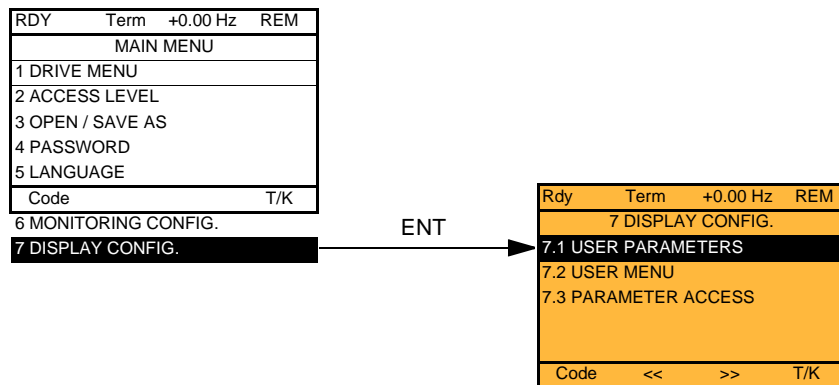 RDY Term +0.00 Hz REM
MAIN MENU
1 DRIVE MENU
2 ACCESS LEVEL
3 OPEN / SAVE AS
4 PASSWORD
5 LANGUAGE
Code T/K
6 MONITORING CONFIG.
7 DISPLAY CONFIG.
ENT
Rdy Term +0.00 Hz REM
7 DISPLAY CONFIG.
7.1 USER PARAMETERS
7.2 USER MENU
7.3 PARAMETER ACCESS
Code << >> T/K